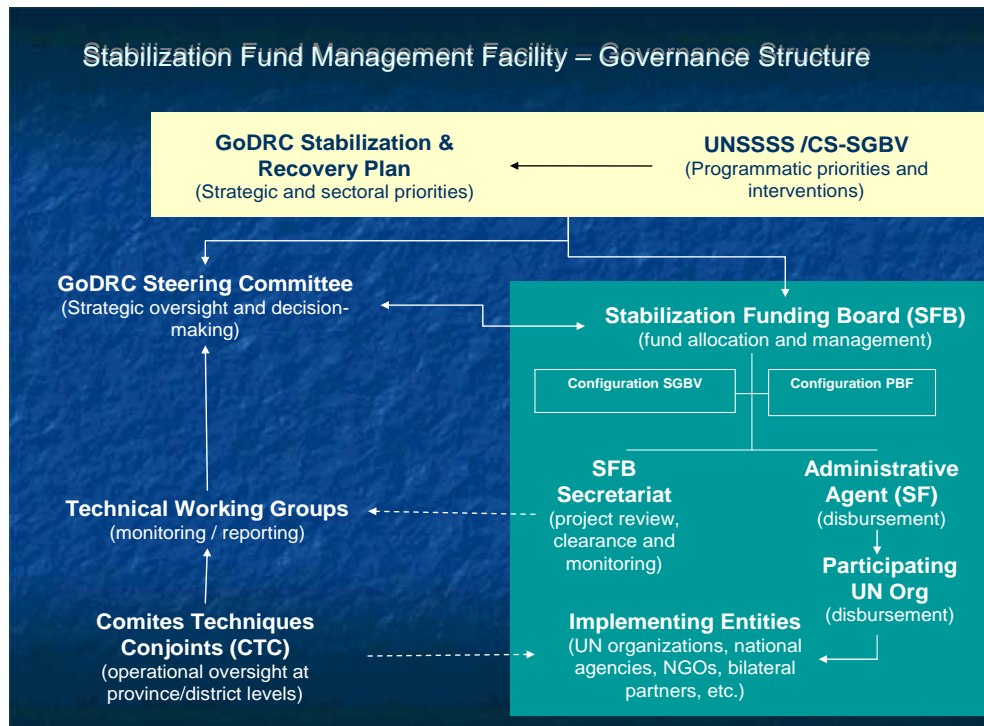 Stabilization Fund Management Facility – Governance Structure
GoDRC Stabilization &
Recovery Plan
(Strategic and sectoral priorities)
UNSSSS /CS-SGBV
(Programmatic priorities and
interventions)
GoDRC Steering Committee
(Strategic oversight and decision-
making)
Stabilization Funding Board (SFB)
(fund allocation and management)
Configuration SGBV
Configuration PBF
SFB
Secretariat
(project review,
clearance and
monitoring)
Administrative
Agent (SF)
(disbursement)
Technical Working Groups
(monitoring / reporting)
Participating
UN Org
(disbursement)
Comites Techniques
Conjoints (CTC)
(operational oversight at
province/district levels)
Implementing Entities
(UN organizations, national
agencies, NGOs, bilateral
partners, etc.)